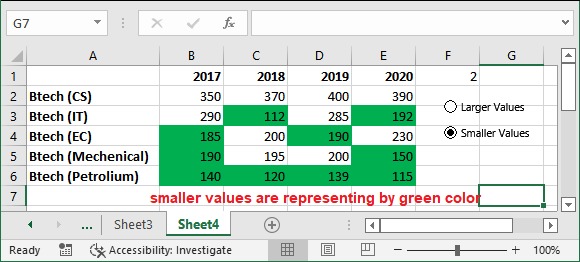 G7 fx
A B C D E F G
1 2017 2018 2019 2020 2
2 Btech (CS) 350 370 400 390
3 Btech (IT) 290 112 285 192 Larger Values
4 Btech (EC) 185 200 190 230 Smaller Values
5 Btech (Mechenical) 190 195 200 150
6 Btech (Petrolium) 140 120 139 115
7 smaller values are representing by green color
... Sheet3 Sheet4
Ready Accessibility: Investigate 100%